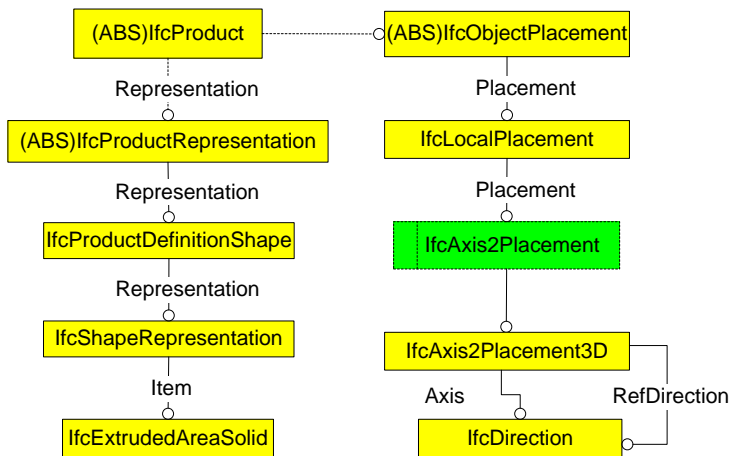 (ABS)IfcProduct
(ABS)IfcObjectPlacement
Representation
Placement
(ABS)IfcProductRepresentation
IfcLocalPlacement
Representation
Placement
IfcProductDefinitionShape
IfcAxis2Placement
Representation
IfcShapeRepresentation
IfcAxis2Placement3D
Item
Axis
RefDirection
IfcExtrudedAreaSolid
IfcDirection